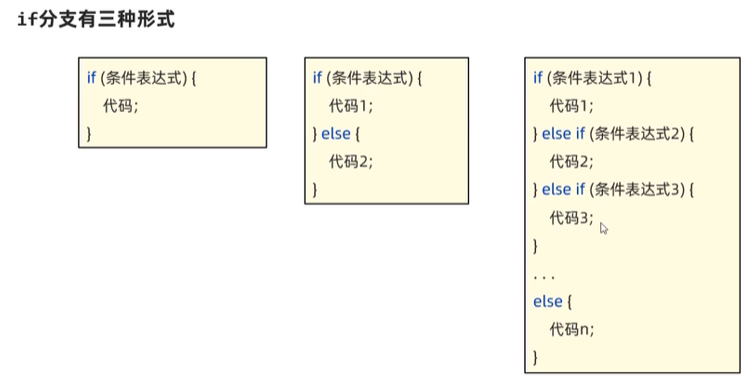 if分支有三种形式
if (条件表达式) {
代码;
}
if (条件表达式) {
代码1;
} else {
代码2;
}
if (条件表达式1) {
代码1;
} else if (条件表达式2) {
代码2;
} else if (条件表达式3) {
代码3;
}
...
else {
代码n;
}